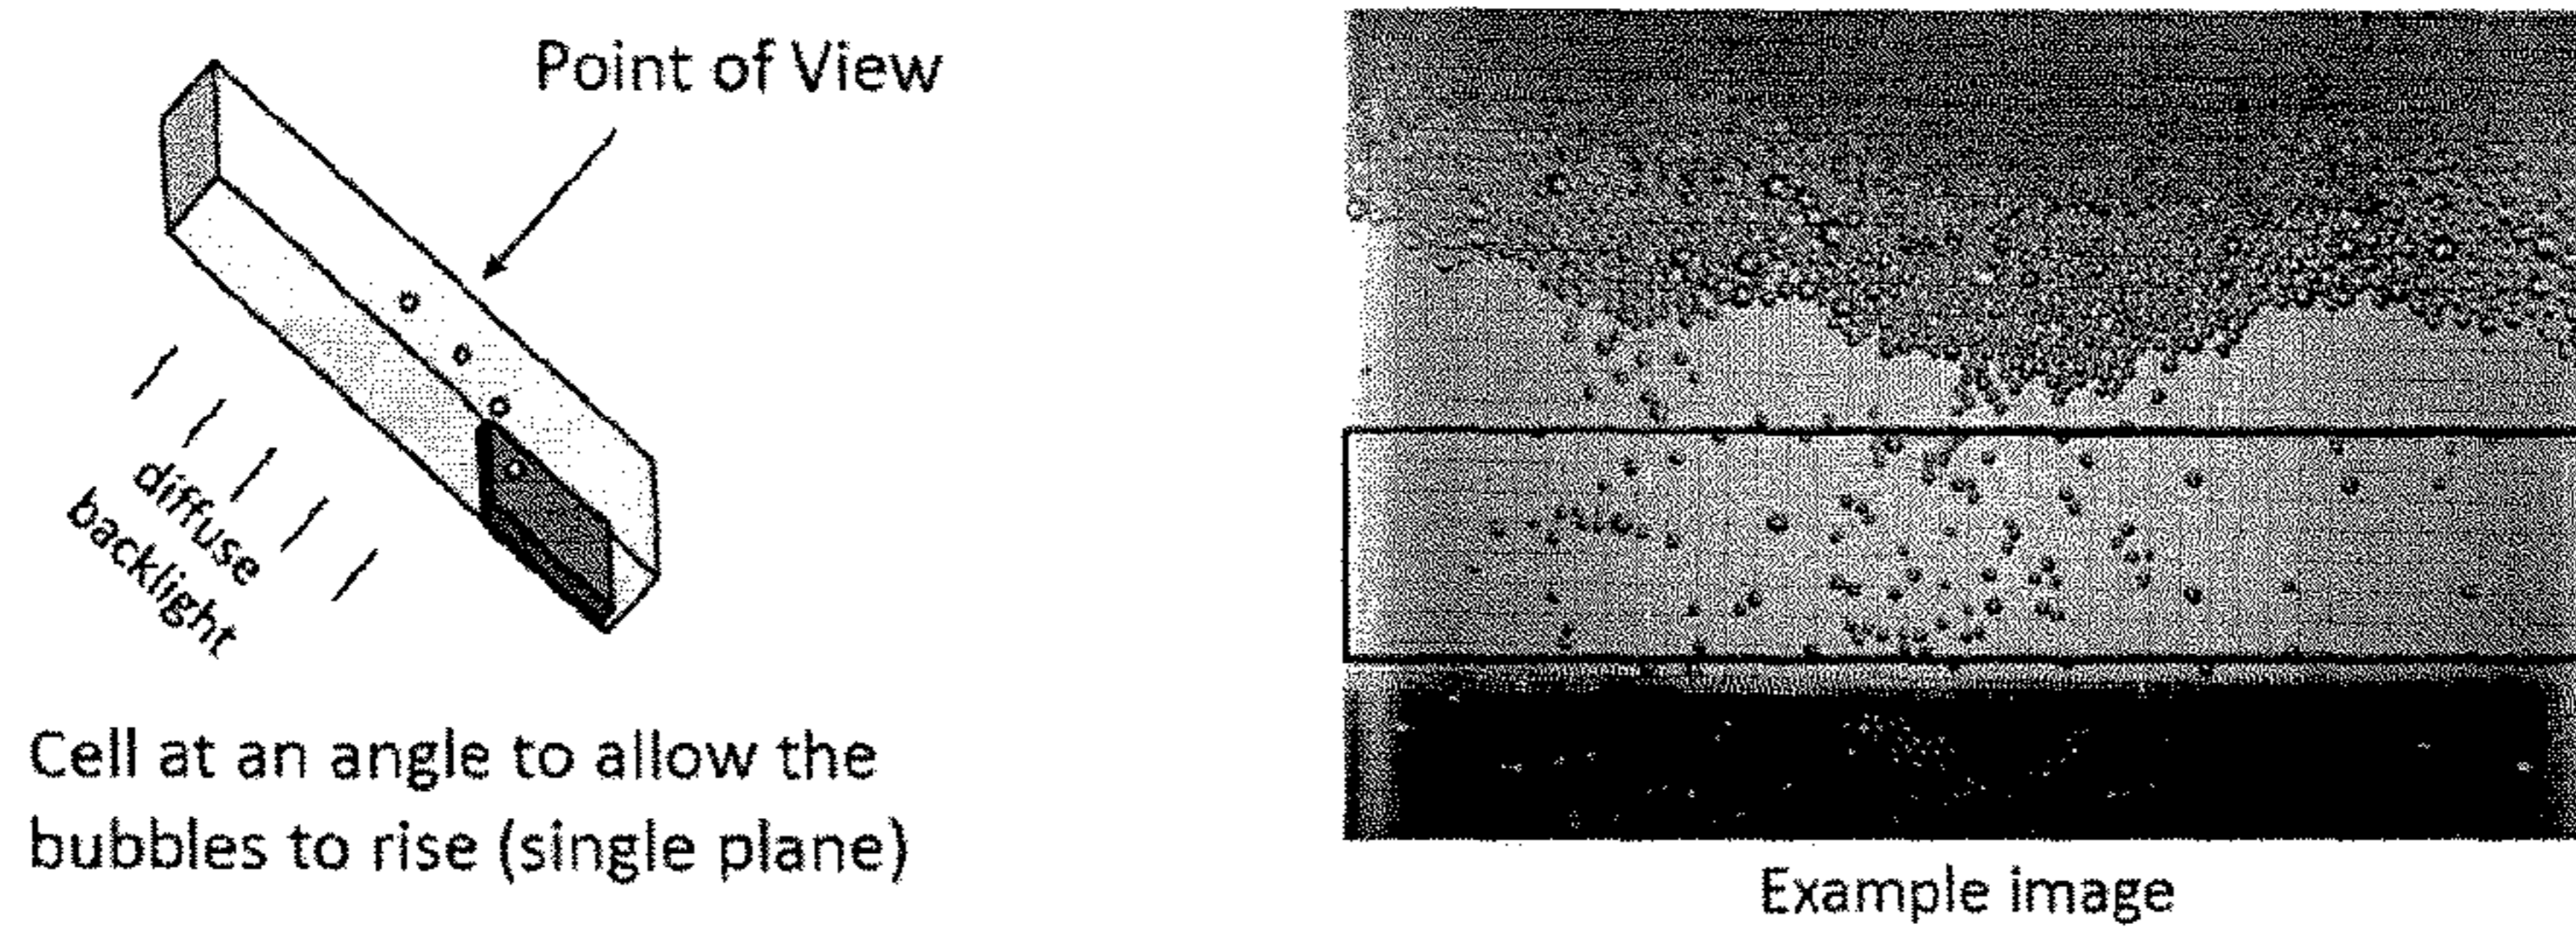 Point of View
diffuse
backlight
Cell at an angle to allow the
bubbles to rise (single plane)
Example image